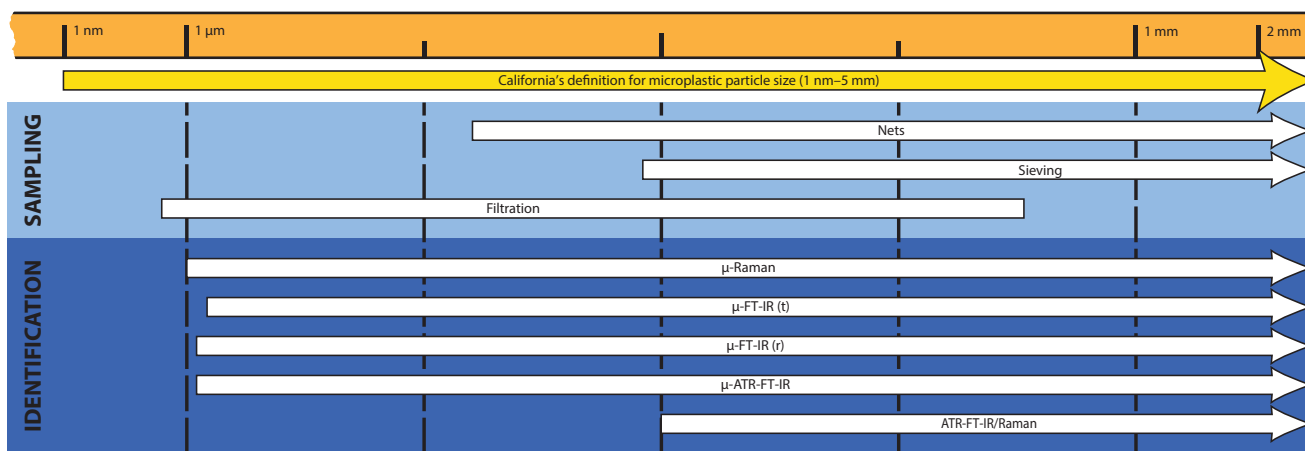 1 nm
1 μm
1 mm
2 mm
California's definition for microplastic particle size (1 nm–5 mm)
SAMPLING
Nets
Sieving
Filtration
IDENTIFICATION
μ-Raman
μ-FT-IR (t)
μ-FT-IR (r)
μ-ATR-FT-IR
ATR-FT-IR/Raman